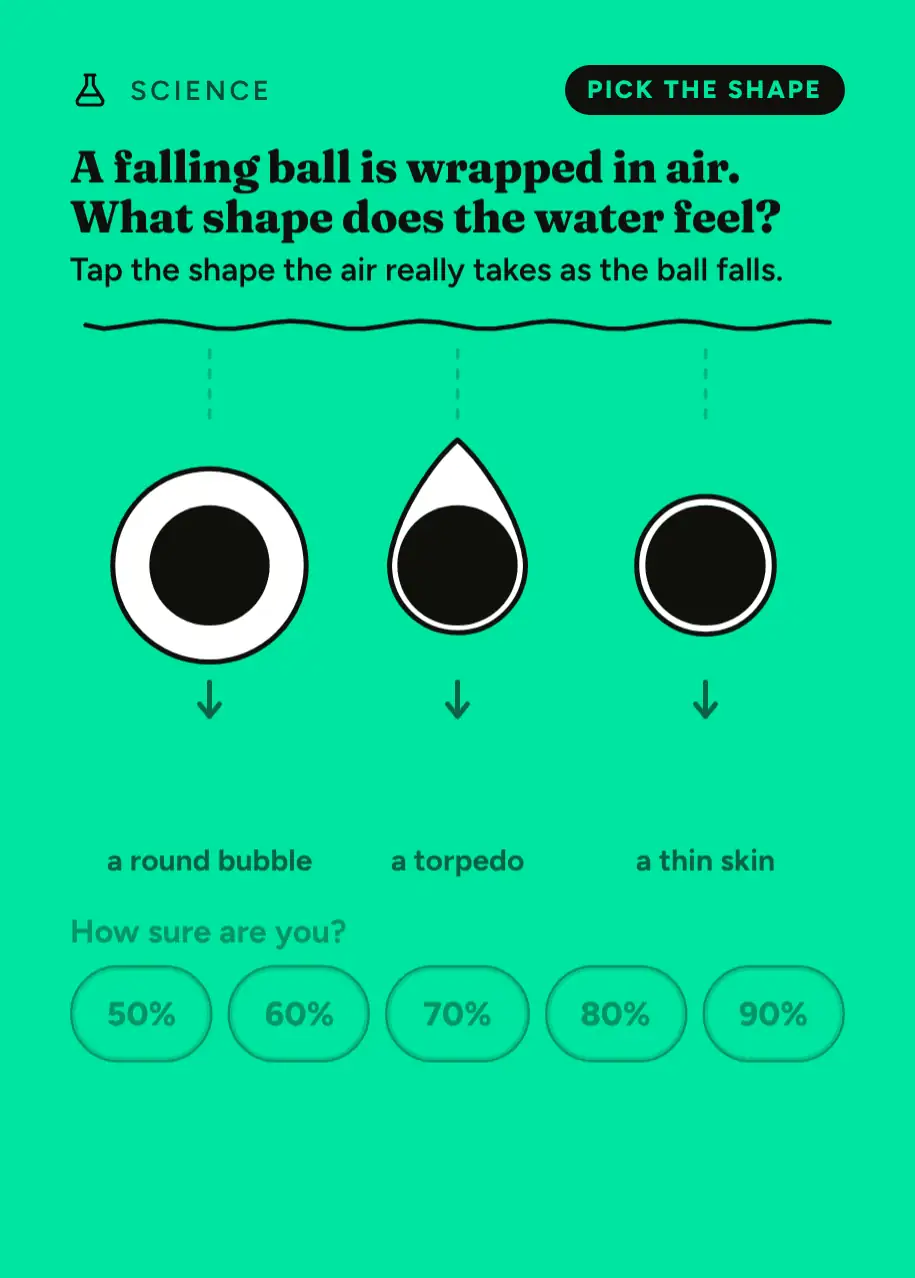 SCIENCE
PICK THE SHAPE
A falling ball is wrapped in air.
What shape does the water feel?
Tap the shape the air really takes as the ball falls.
a round bubble
a torpedo
a thin skin
How sure are you?
50%
60%
70%
80%
90%